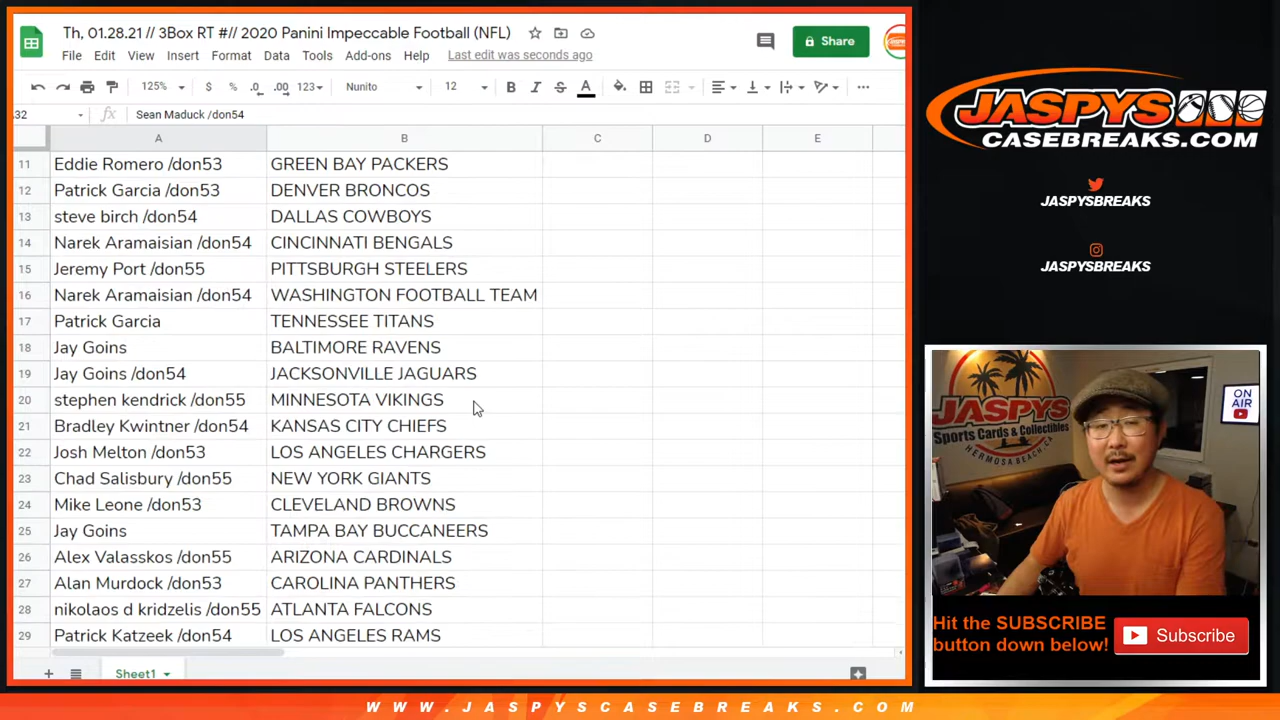 Th, 01.28.21 // 3Box RT #// 2020 Panini Impeccable Football (NFL)
Share
File Edit View Insert Format Data Tools Add-ons Help Last edit was seconds ago
125% $ % .0 .00 123 Nunito 12 B I S A
32 fx Sean Maduck /don54
A B C D E
11 Eddie Romero /don53 GREEN BAY PACKERS
12 Patrick Garcia /don53 DENVER BRONCOS
13 steve birch /don54 DALLAS COWBOYS
14 Narek Aramaisian /don54 CINCINNATI BENGALS
15 Jeremy Port /don55 PITTSBURGH STEELERS
16 Narek Aramaisian /don54 WASHINGTON FOOTBALL TEAM
17 Patrick Garcia TENNESSEE TITANS
18 Jay Goins BALTIMORE RAVENS
19 Jay Goins /don54 JACKSONVILLE JAGUARS
20 stephen kendrick /don55 MINNESOTA VIKINGS
21 Bradley Kwintner /don54 KANSAS CITY CHIEFS
22 Josh Melton /don53 LOS ANGELES CHARGERS
23 Chad Salisbury /don55 NEW YORK GIANTS
24 Mike Leone /don53 CLEVELAND BROWNS
25 Jay Goins TAMPA BAY BUCCANEERS
26 Alex Valasskos /don55 ARIZONA CARDINALS
27 Alan Murdock /don53 CAROLINA PANTHERS
28 nikolaos d kridzelis /don55 ATLANTA FALCONS
29 Patrick Katzeek /don54 LOS ANGELES RAMS
Sheet1
JASPYS
CASEBREAKS.COM
JASPYSBREAKS
JASPYSBREAKS
JASPYS
Sports Cards & Collectibles
HERMOSA BEACH, CA
ON
AIR
Hit the SUBSCRIBE
button down below!
Subscribe
WWW.JASPYSCASEBREAKS.COM